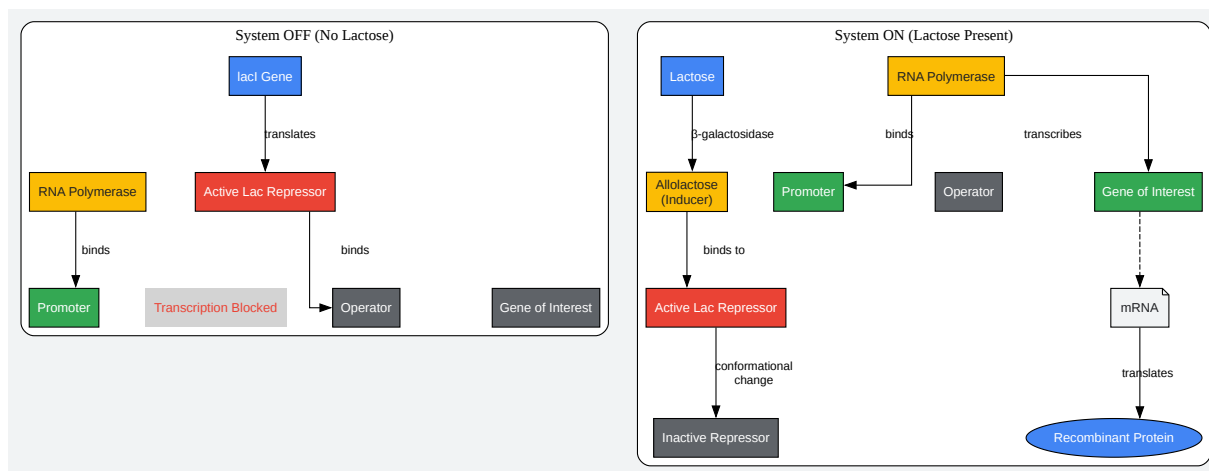 System OFF (No Lactose)
lacI Gene
translates
RNA Polymerase
Active Lac Repressor
binds
binds
Promoter
Transcription Blocked
Operator
Gene of Interest
System ON (Lactose Present)
Lactose
RNA Polymerase
β-galactosidase
binds
transcribes
Allolactose
(Inducer)
Promoter
Operator
Gene of Interest
binds to
Active Lac Repressor
mRNA
conformational
change
translates
Inactive Repressor
Recombinant Protein